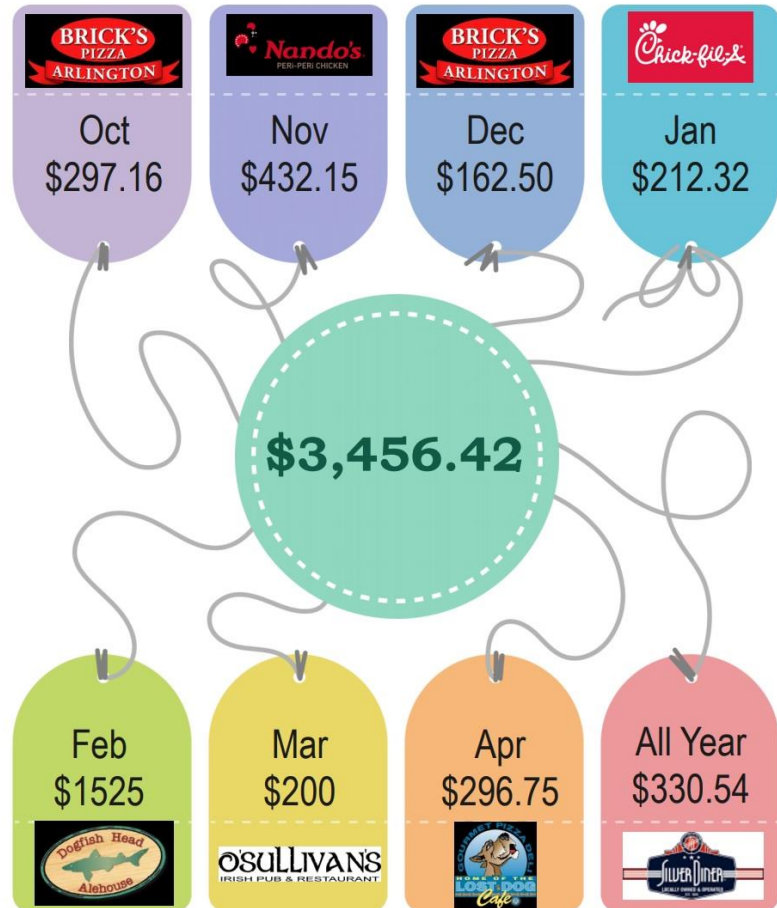 BRICK'S
PIZZA
ARLINGTON
Oct
$297.16
Nando's
PERI-PERI CHICKEN
Nov
$432.15
BRICK'S
PIZZA
ARLINGTON
Dec
$162.50
Chick-fil-A
Jan
$212.32
$3,456.42
Feb
$1525
Dogfish Head
Alehouse
Mar
$200
O'SULLIVAN'S
IRISH PUB & RESTAURANT
Apr
$296.75
GOURMET PIZZA DELI
HOME OF THE
LOST DOG
Cafe
All Year
$330.54
SILVER DINER
LOCALLY OWNED & OPERATED